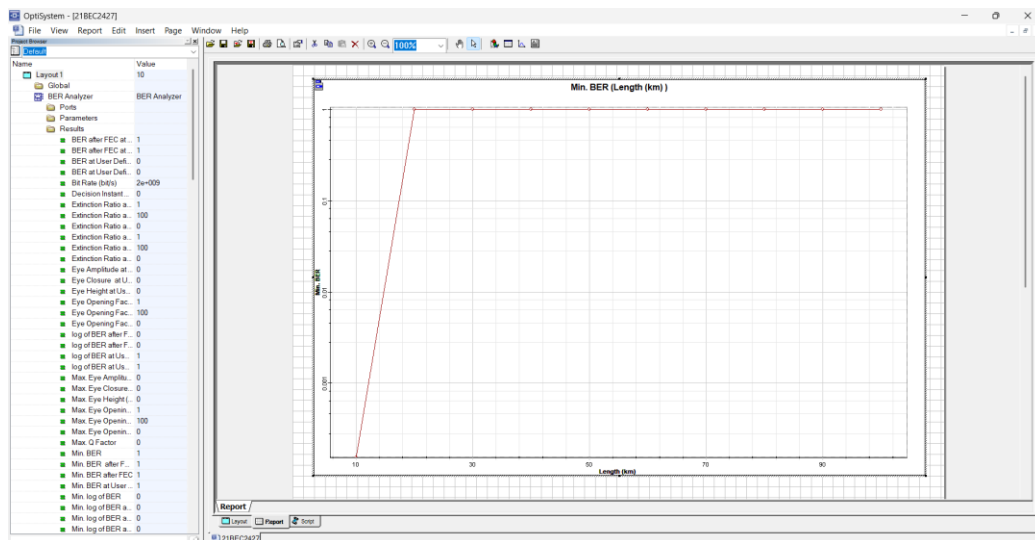 OptiSystem - [21BEC2427]
File View Report Edit Insert Page Window Help
Project Browser
Default
100%
Name Value
Layout 1 10
Global
BER Analyzer BER Analyzer
Ports
Parameters
Results
BER after FEC at... 1
BER after FEC at... 1
BER at User Defi... 0
BER at User Defi... 0
Bit Rate (bit/s) 2e+009
Decision Instant... 0
Extinction Ratio a... 1
Extinction Ratio a... 100
Extinction Ratio a... 0
Extinction Ratio a... 1
Extinction Ratio a... 100
Extinction Ratio a... 0
Eye Amplitude at... 0
Eye Closure at U... 0
Eye Height at Us... 0
Eye Opening Fac... 1
Eye Opening Fac... 100
Eye Opening Fac... 0
log of BER after F... 0
log of BER after F... 0
log of BER at Us... 1
log of BER at Us... 1
Max. Eye Amplitu... 0
Max. Eye Closure... 0
Max. Eye Height (... 0
Max. Eye Openin... 1
Max. Eye Openin... 100
Max. Eye Openin... 0
Max. Q Factor 0
Min. BER 1
Min. BER after F... 1
Min. BER after FEC 1
Min. BER at User ... 1
Min. log of BER 0
Min. log of BER a... 0
Min. log of BER a... 0
Min. log of BER a... 0
Min. BER (Length (km) )
1
0.1
0.01
0.001
Min. BER
10 30 50 70 90
Length (km)
Report
Layout Report Script
21BEC2427